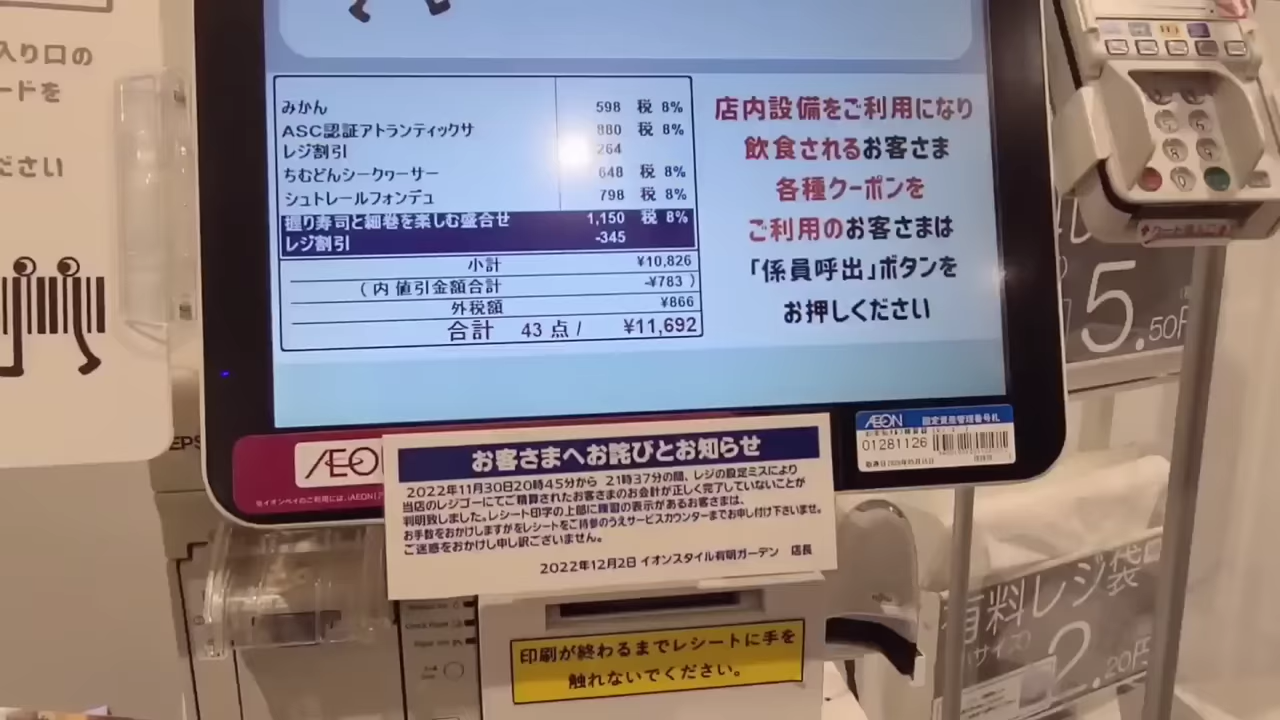 入り口の
ードを
ださい
みかん 598 税 8%
ASC認証アトランティックサ 880 税 8%
レジ割引 264
ちむどんシークヮーサー 648 税 8%
シュトレールフォンデュ 798 税 8%
握り寿司と細巻を楽しむ盛合せ 1,150 税 8%
レジ割引 -345
小計 ¥10,826
( 内 値引金額合計 -¥783 )
外税額 ¥866
合計 43 点 / ¥11,692
店内設備をご利用になり
飲食されるお客さま
各種クーポンを
ご利用のお客さまは
「係員呼出」ボタンを
お押しください
5.50円
EPS
AEO
AEON 固定資産管理番号札
01281126
お客さまへお詫びとお知らせ
2022年11月30日20時45分から 21時37分の間、レジの設定ミスにより
当店のレジゴーにてご精算されたお客さまのお会計が正しく完了していないことが
判明致しました。レシート印字の上部に練習の表示があるお客さまは、
お手数をおかけしますがレシートをご持参のうえサービスカウンターまでお申し付け下さいませ。
ご迷惑をおかけし申し訳ございません。
2022年12月2日 イオンスタイル有明ガーデン 店長
印刷が終わるまでレシートに手を
触れないでください。
有料レジ袋
サイズ
2.20円